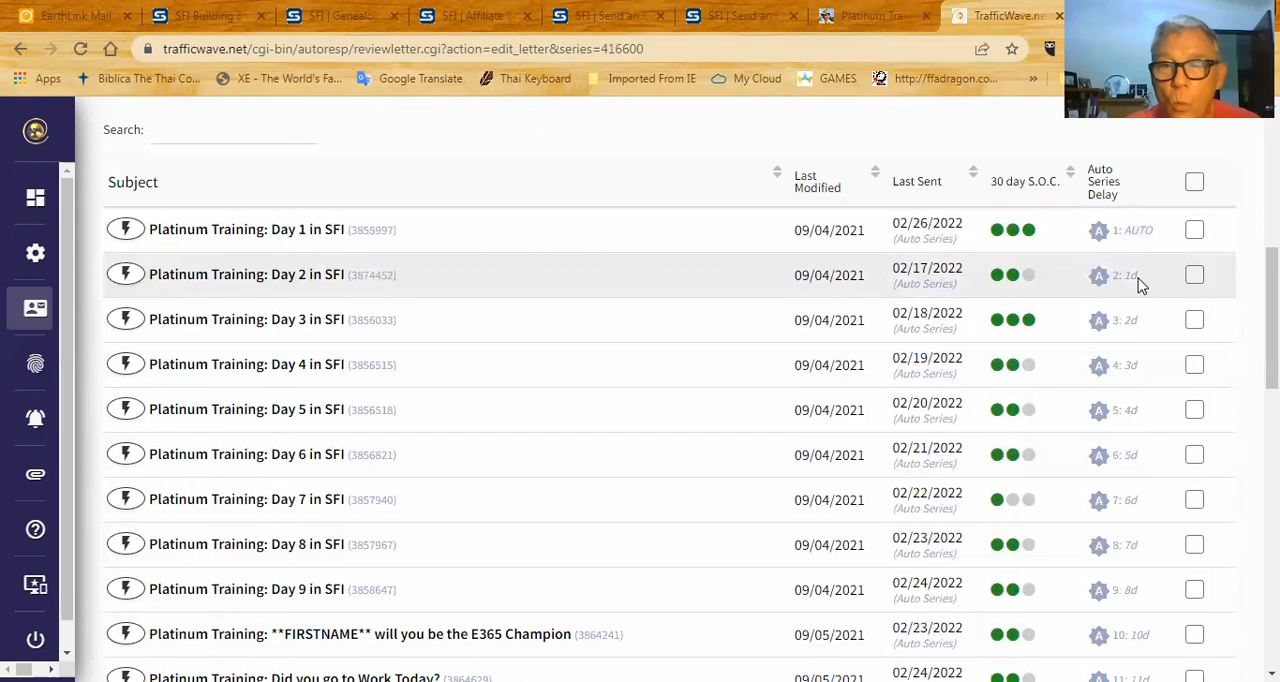 EarthLink Mail
SFI Building E
SFI | Genealog
SFI | Affiliate
SFI | Send an
SFI | Send and
Platinum Train
TrafficWave.ne
trafficwave.net/cgi-bin/autoresp/reviewletter.cgi?action=edit_letter&series=416600
Apps
Biblica The Thai Co...
XE - The World's Fa...
Google Translate
Thai Keyboard
Imported From IE
My Cloud
GAMES
http://ffadragon.co...
»
Search:
Subject
Last Modified
Last Sent
30 day S.O.C.
Auto Series Delay
Platinum Training: Day 1 in SFI (3855997) 09/04/2021 02/26/2022 (Auto Series) A 1: AUTO
Platinum Training: Day 2 in SFI (3874452) 09/04/2021 02/17/2022 (Auto Series) A 2: 1d
Platinum Training: Day 3 in SFI (3856033) 09/04/2021 02/18/2022 (Auto Series) A 3: 2d
Platinum Training: Day 4 in SFI (3856515) 09/04/2021 02/19/2022 (Auto Series) A 4: 3d
Platinum Training: Day 5 in SFI (3856518) 09/04/2021 02/20/2022 (Auto Series) A 5: 4d
Platinum Training: Day 6 in SFI (3856821) 09/04/2021 02/21/2022 (Auto Series) A 6: 5d
Platinum Training: Day 7 in SFI (3857940) 09/04/2021 02/22/2022 (Auto Series) A 7: 6d
Platinum Training: Day 8 in SFI (3857967) 09/04/2021 02/23/2022 (Auto Series) A 8: 7d
Platinum Training: Day 9 in SFI (3858647) 09/04/2021 02/24/2022 (Auto Series) A 9: 8d
Platinum Training: **FIRSTNAME** will you be the E365 Champion (3864241) 09/05/2021 02/23/2022 (Auto Series) A 10: 10d
Platinum Training: Did you go to Work Today? (3864629) 09/05/2021 02/24/2022 A 11: 11d